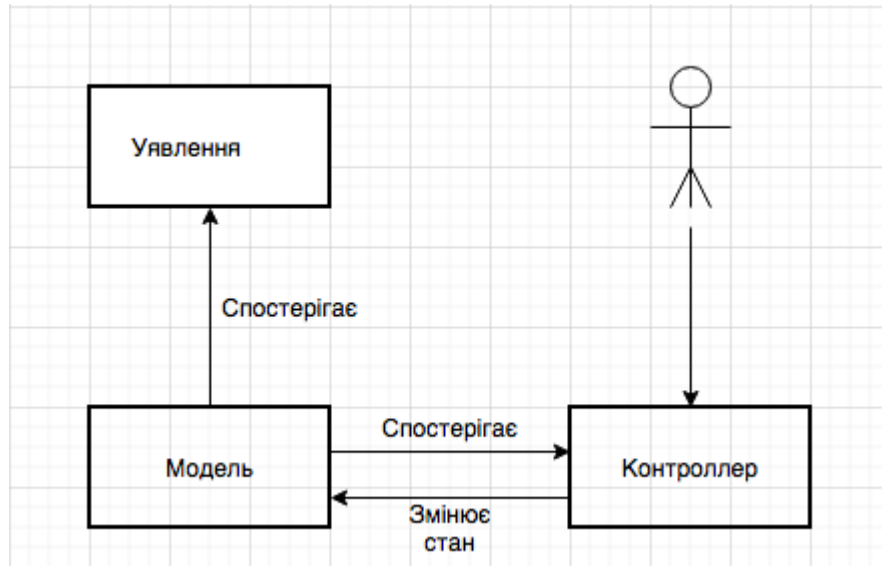 Уявлення
Спостерігає
Спостерігає
Модель
Контроллер
Змінює
стан